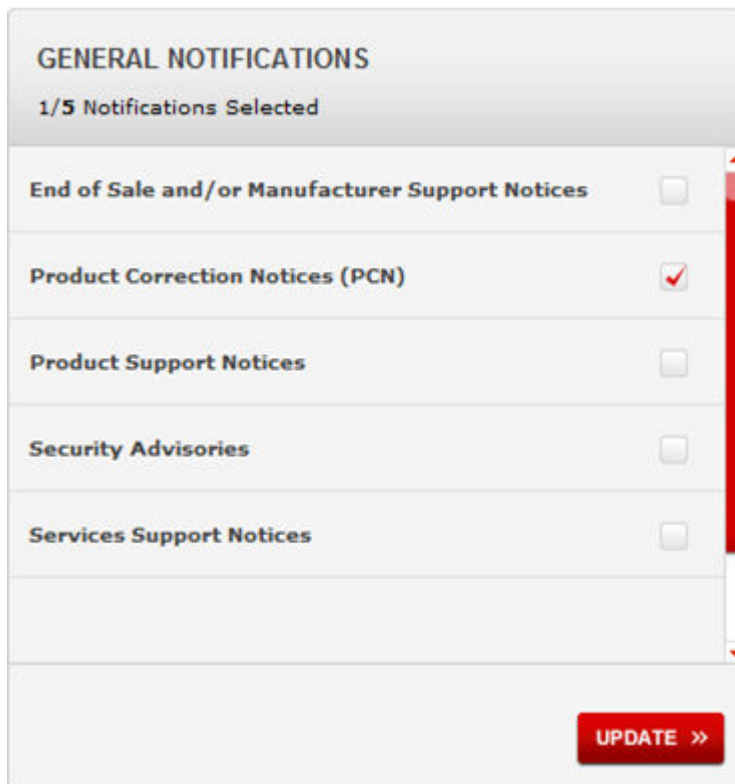 GENERAL NOTIFICATIONS
1/5 Notifications Selected
End of Sale and/or Manufacturer Support Notices
Product Correction Notices (PCN)
Product Support Notices
Security Advisories
Services Support Notices
UPDATE »